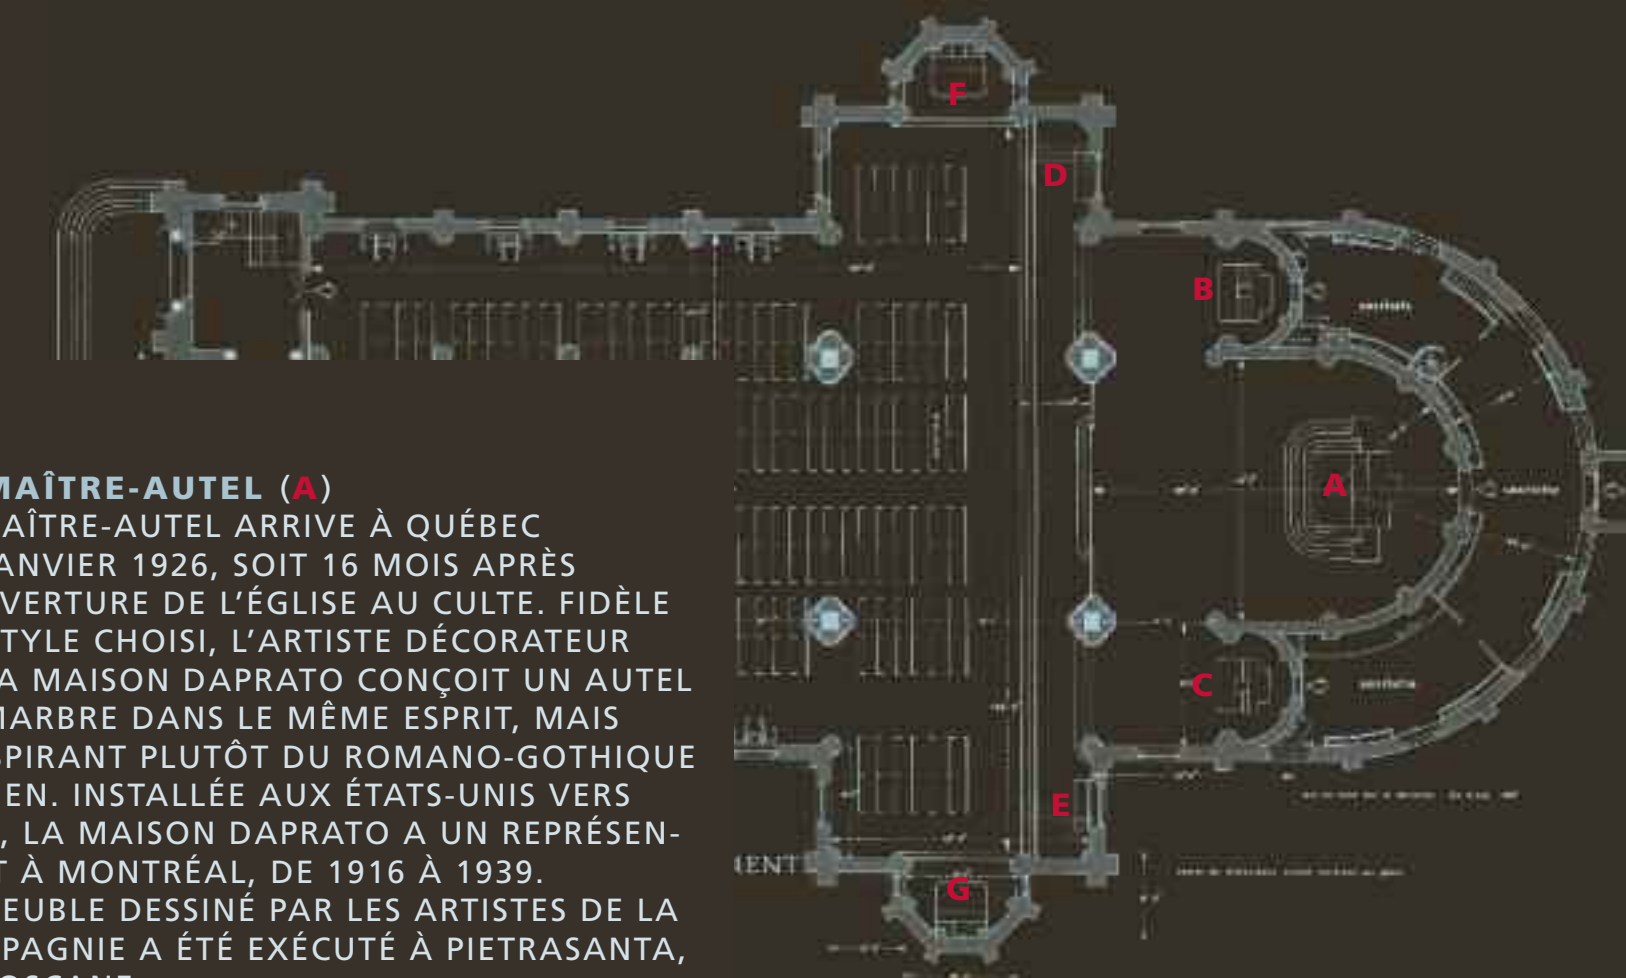 F
D
B
A
C
E
G
MENT
MAÎTRE-AUTEL (A)
AÎTRE-AUTEL ARRIVE À QUÉBEC
ANVIER 1926, SOIT 16 MOIS APRÈS
VERTURE DE L’ÉGLISE AU CULTE. FIDÈLE
TYLE CHOISI, L’ARTISTE DÉCORATEUR
A MAISON DAPRATO CONÇOIT UN AUTEL
MARBRE DANS LE MÊME ESPRIT, MAIS
SPIRANT PLUTÔT DU ROMANO-GOTHIQUE
EN. INSTALLÉE AUX ÉTATS-UNIS VERS
, LA MAISON DAPRATO A UN REPRÉSEN-
T À MONTRÉAL, DE 1916 À 1939.
EUBLE DESSINÉ PAR LES ARTISTES DE LA
PAGNIE A ÉTÉ EXÉCUTÉ À PIETRASANTA,
OSCANE